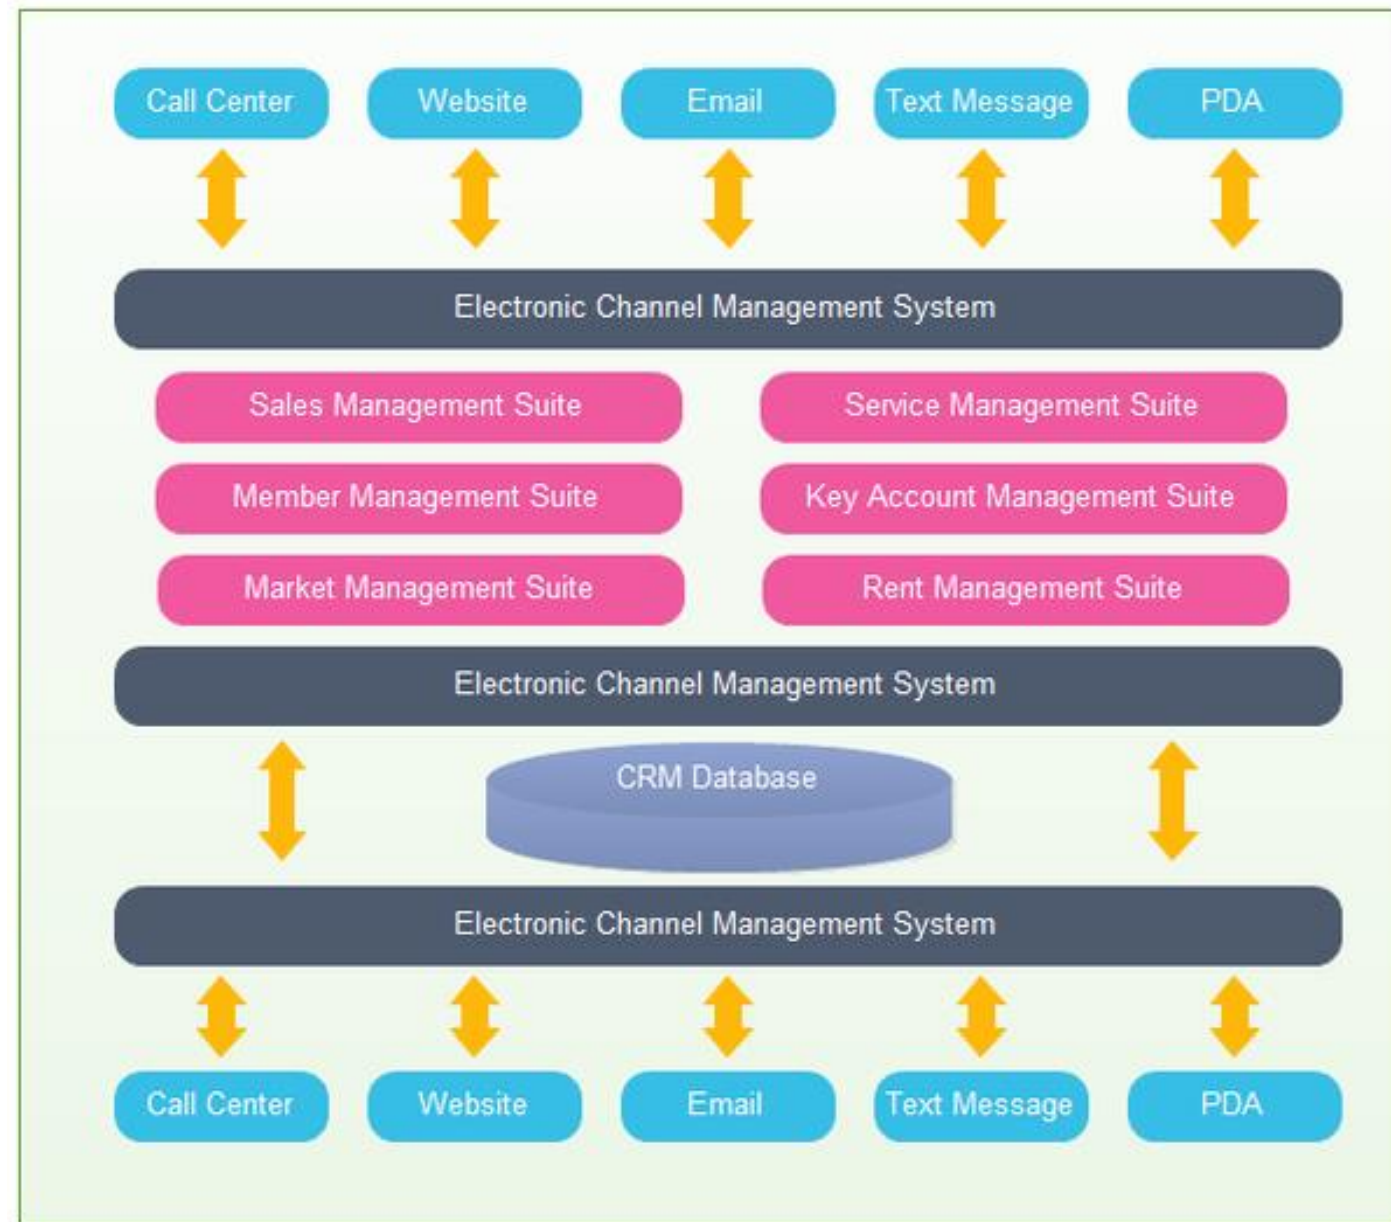 Call Center
Website
Email
Text Message
PDA
Electronic Channel Management System
Sales Management Suite
Service Management Suite
Member Management Suite
Key Account Management Suite
Market Management Suite
Rent Management Suite
Electronic Channel Management System
CRM Database
Electronic Channel Management System
Call Center
Website
Email
Text Message
PDA